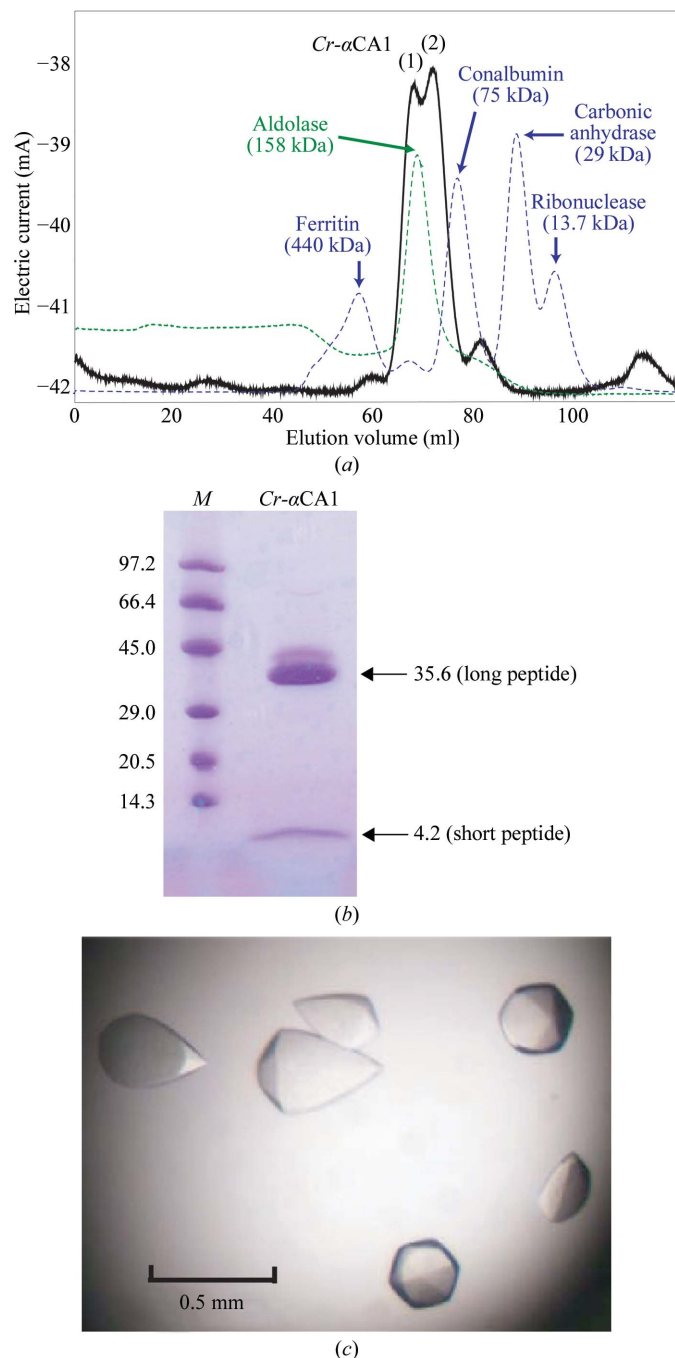 Cr-αCA1
(1)
(2)
Conalbumin
(75 kDa)
Carbonic
anhydrase
(29 kDa)
Aldolase
(158 kDa)
Ribonuclease
(13.7 kDa)
Ferritin
(440 kDa)
Electric current (mA)
−38
−39
−40
−41
−42
0
20
40
60
80
100
Elution volume (ml)
(a)
M
Cr-αCA1
97.2
66.4
45.0
35.6 (long peptide)
29.0
20.5
14.3
4.2 (short peptide)
(b)
0.5 mm
(c)